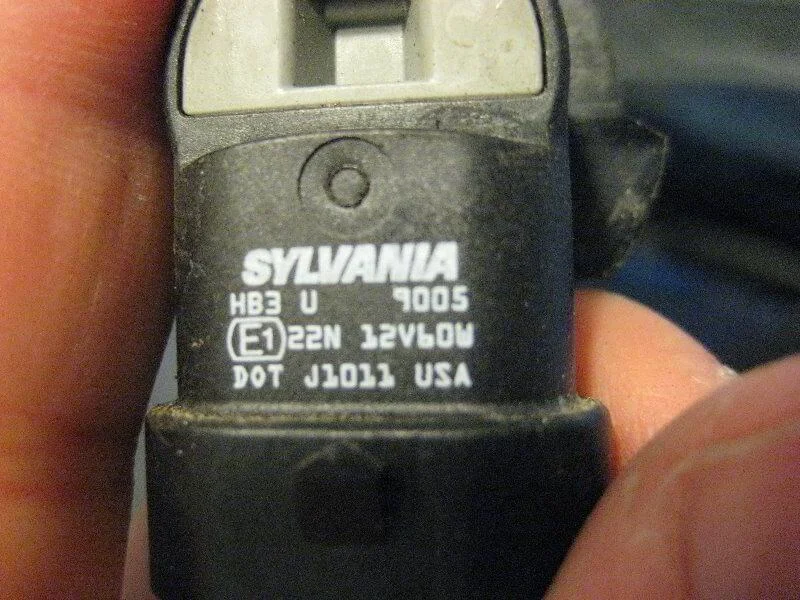 SYLVANIA
HB3 U 9005
E1 22N 12V60W
DOT J1011 USA